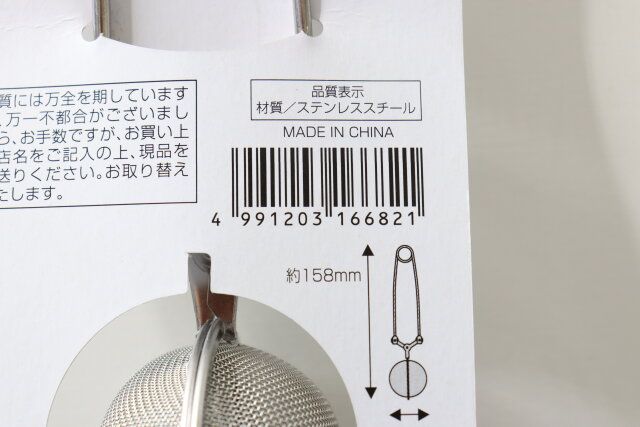 質には万全を期しています
、万一不都合がございまし
ら、お手数ですが、お買い上
店名をご記入の上、現品を
送りください。お取り替え
たします。
品質表示
材質／ステンレススチール
MADE IN CHINA
4 991203 166821
約158mm